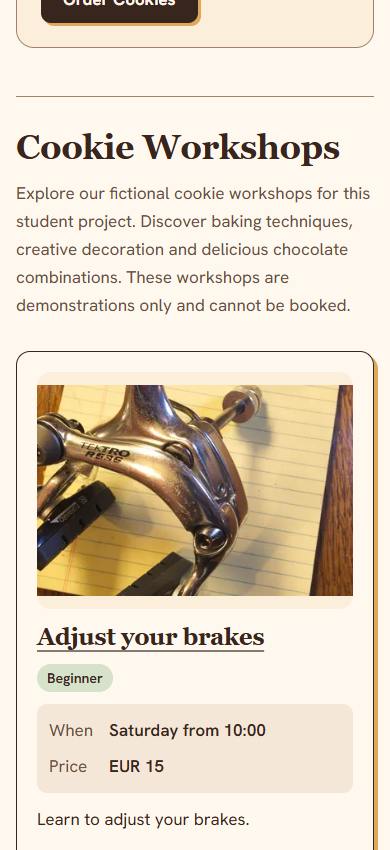 Order Cookies
Cookie Workshops
Explore our fictional cookie workshops for this
student project. Discover baking techniques,
creative decoration and delicious chocolate
combinations. These workshops are
demonstrations only and cannot be booked.
TEKTRO
R536
Adjust your brakes
Beginner
When Saturday from 10:00
Price EUR 15
Learn to adjust your brakes.